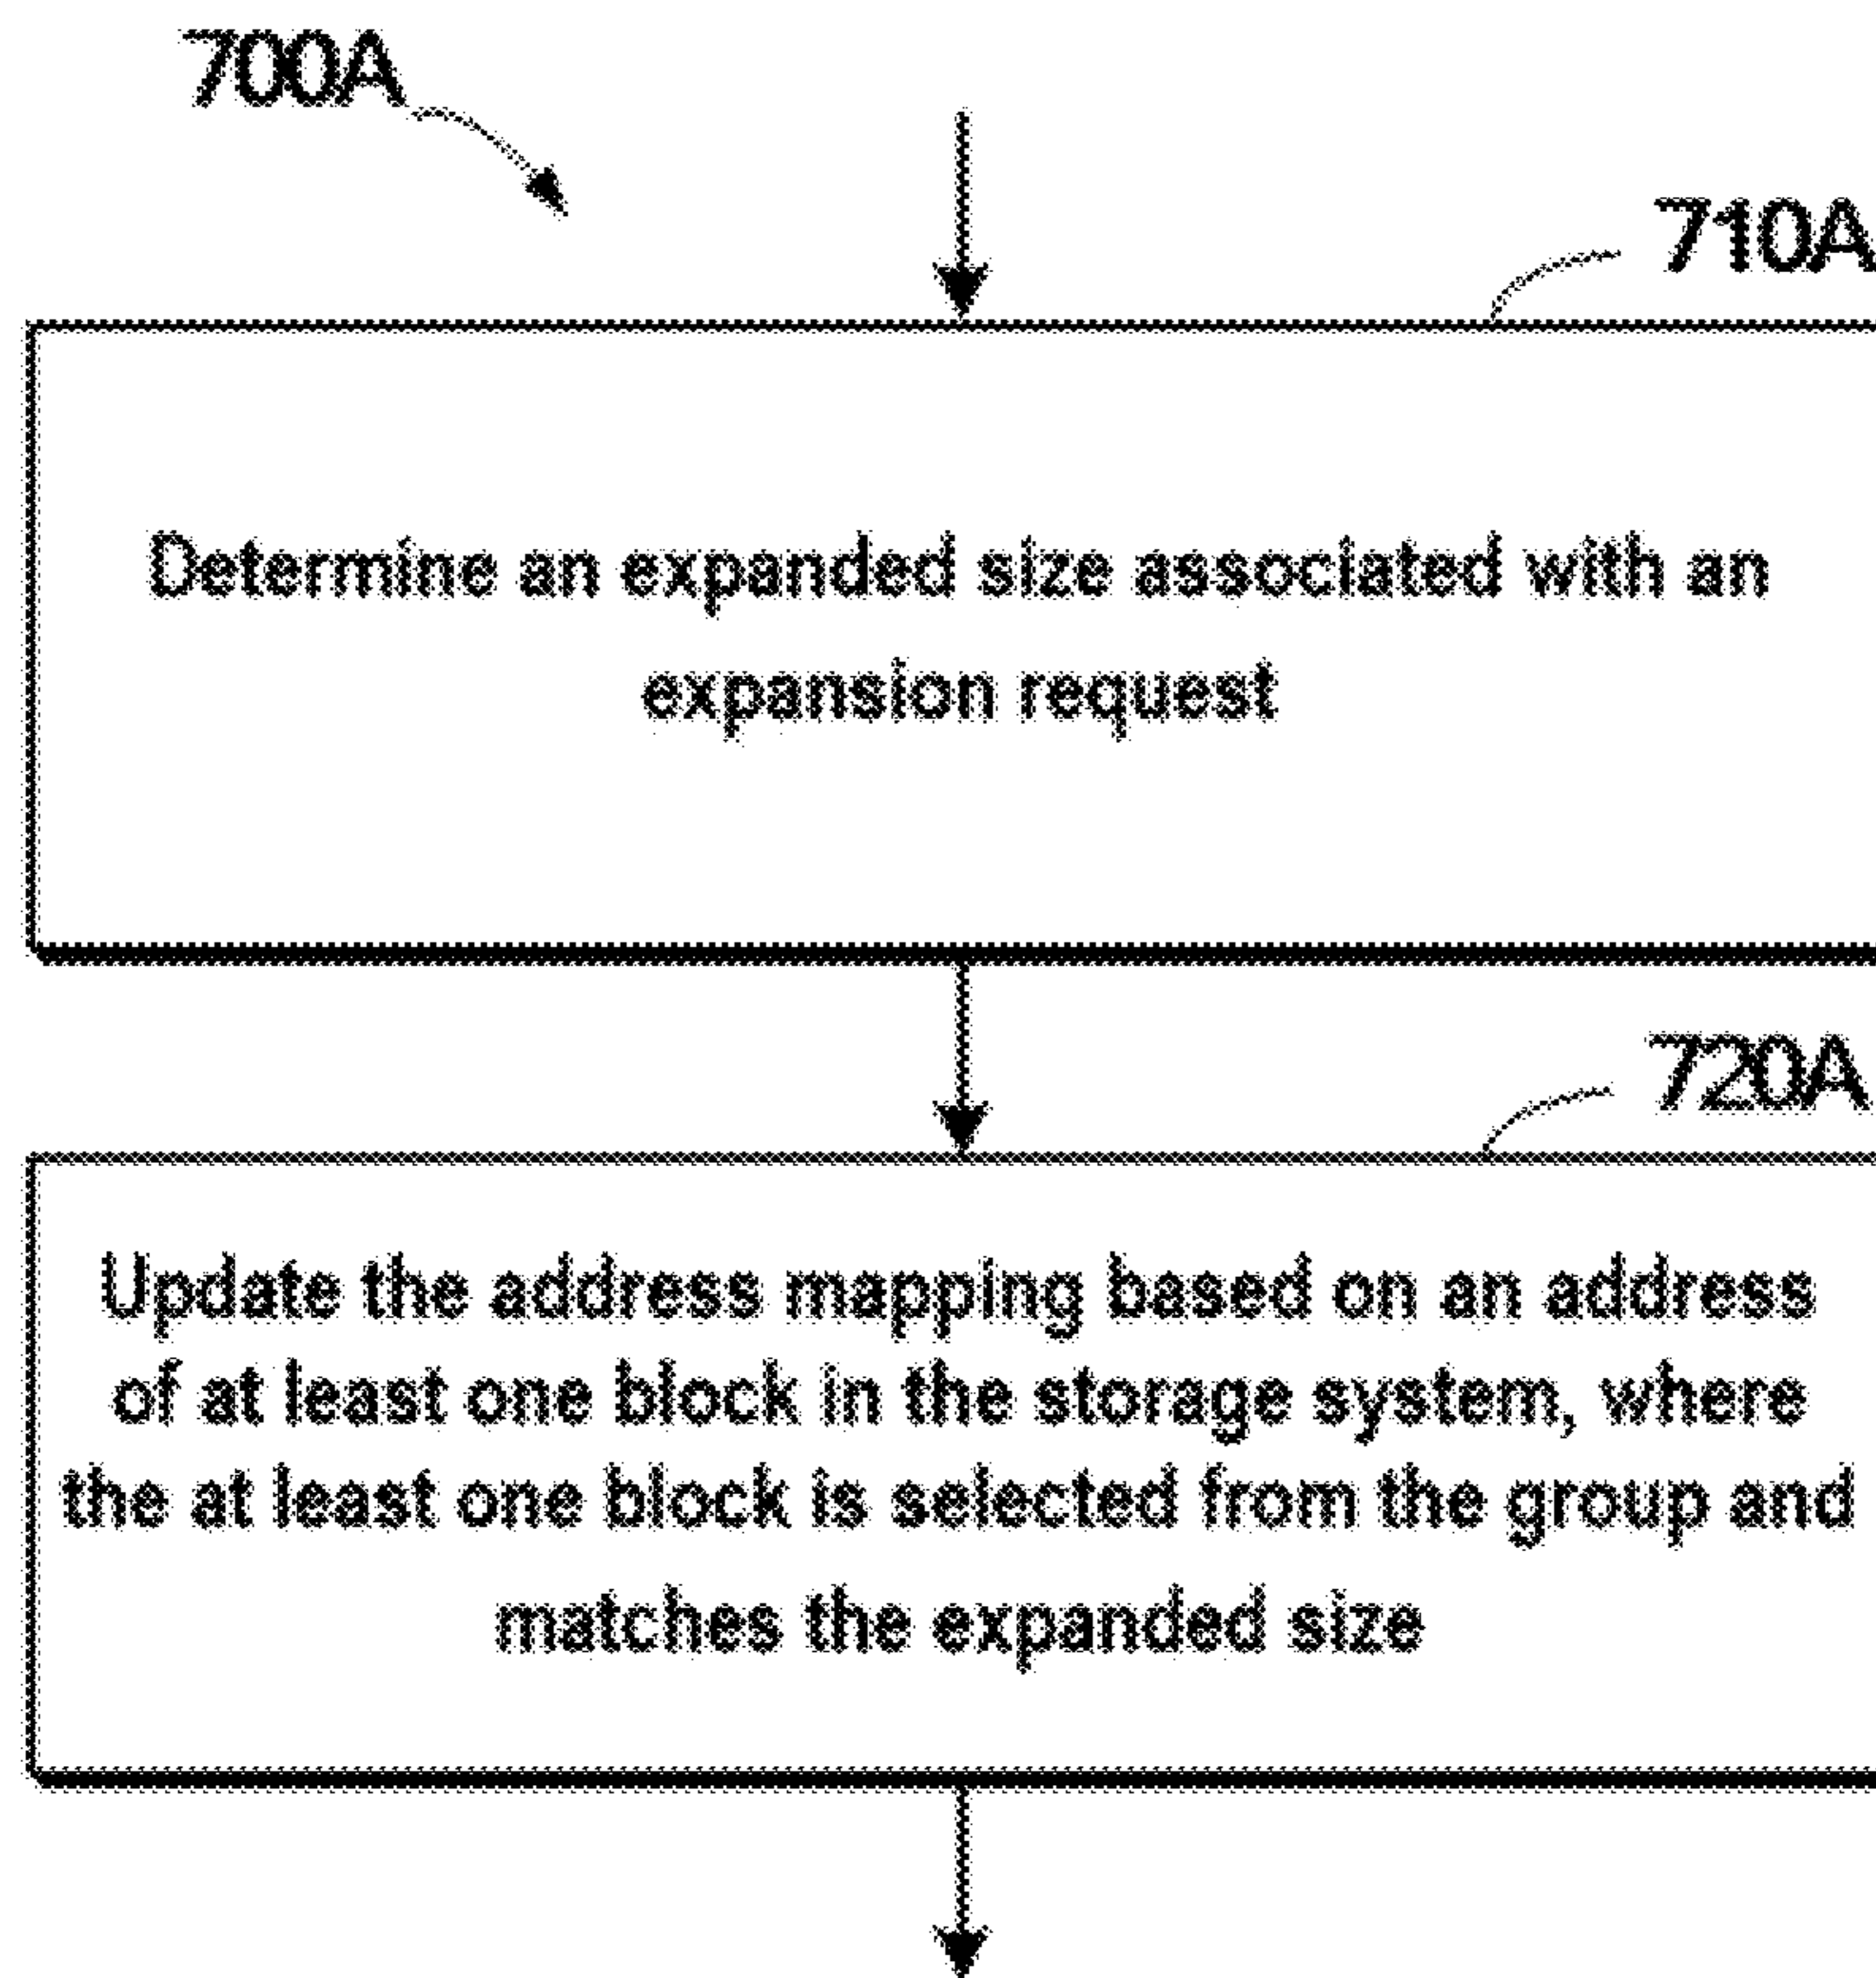 700A
710A
Determine an expanded size associated with an
expansion request
720A
Update the address mapping based on an address
of at least one block in the storage system, where
the at least one block is selected from the group and
matches the expanded size